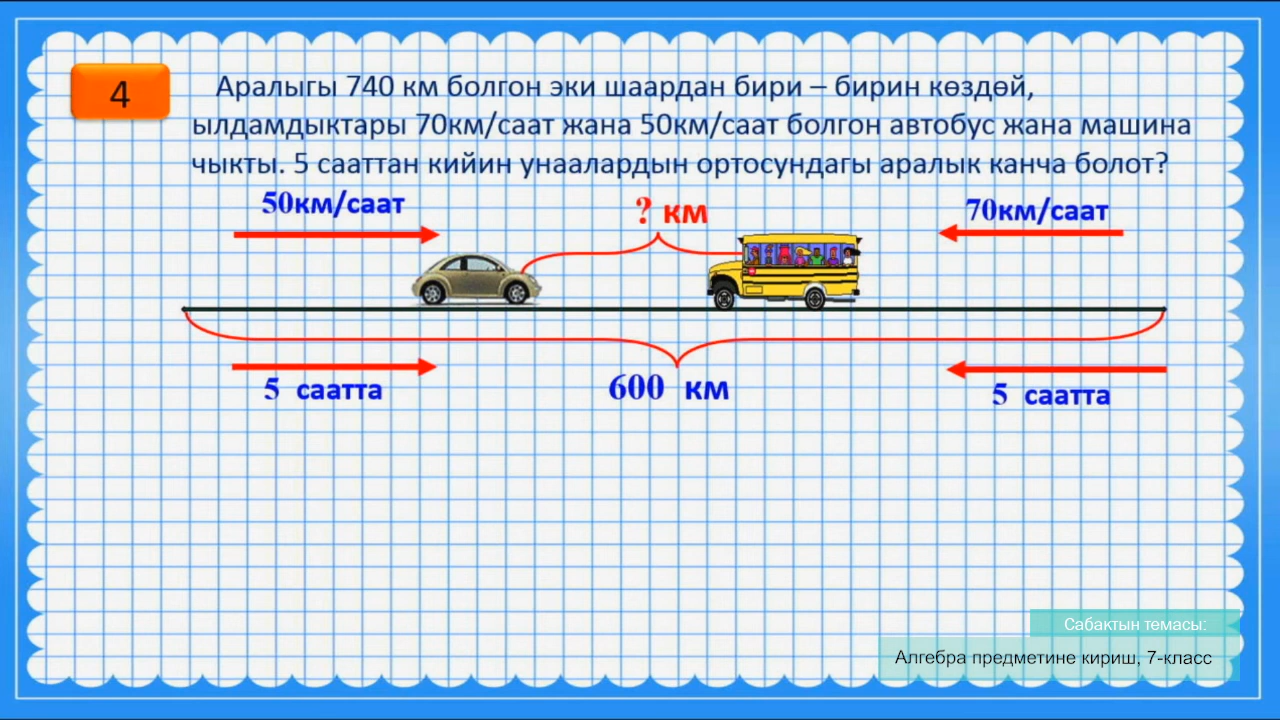 4
Аралыгы 740 км болгон эки шаардан бири – бирин көздөй,
ылдамдыктары 70км/саат жана 50км/саат болгон автобус жана машина
чыкты. 5 сааттан кийин унаалардын ортосундагы аралык канча болот?
50км/саат
? км
70км/саат
5 саатта
600 км
5 саатта
Сабактын темасы:
Алгебра предметине кириш, 7-класс